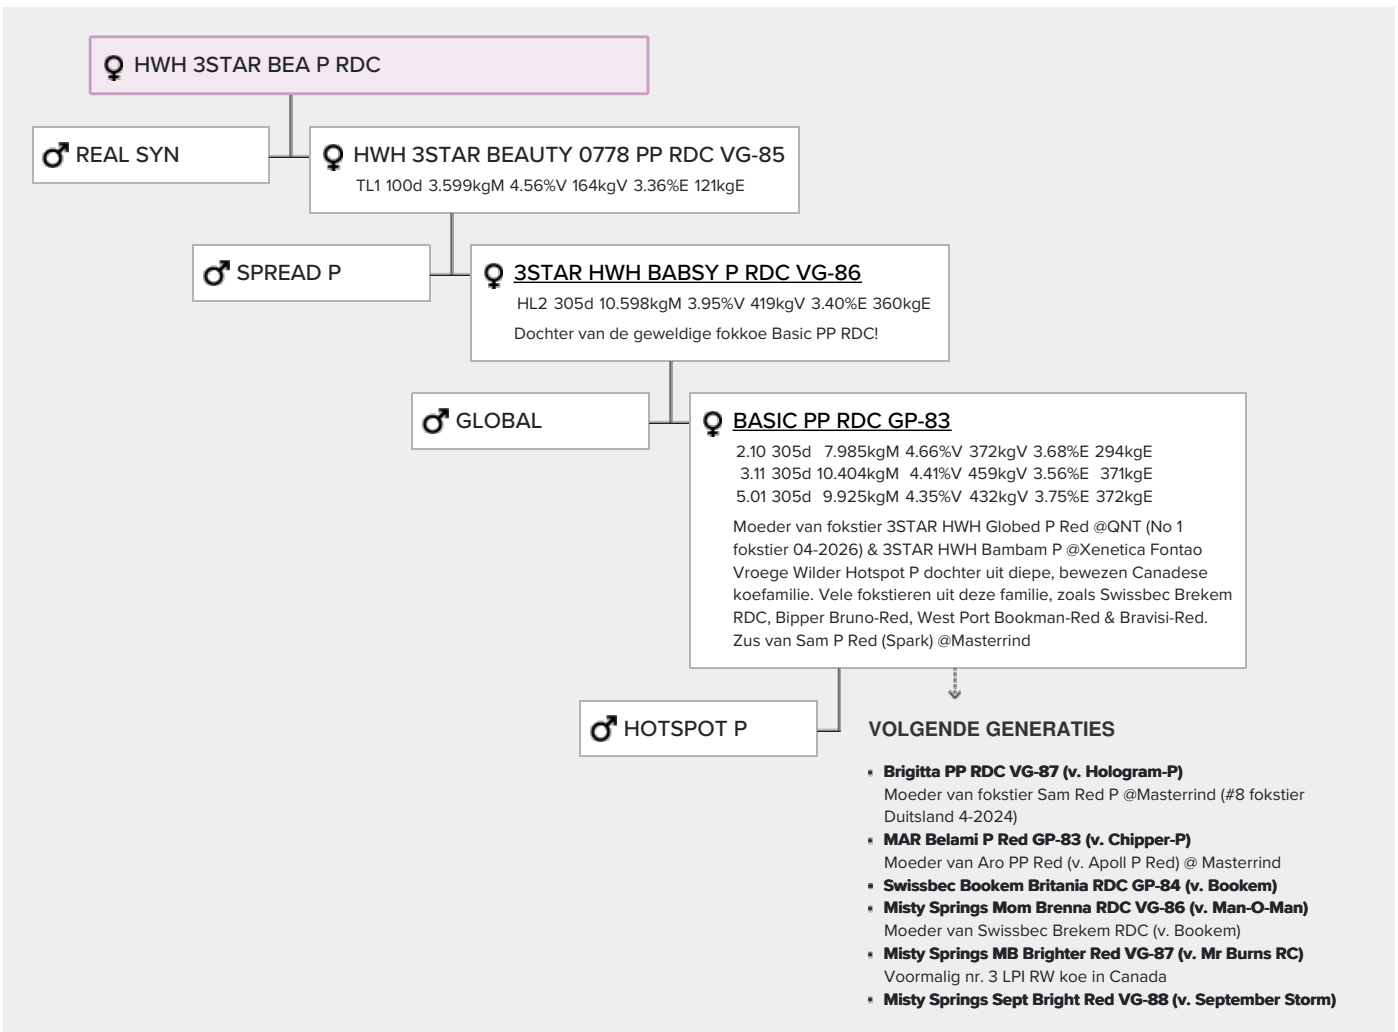 HWH 3STAR BEA P RDC
REAL SYN
HWH 3STAR BEAUTY 0778 PP RDC VG-85
TL1 100d 3.599kgM 4.56%V 164kgV 3.36%E 121kgE
SPREAD P
3STAR HWH BABSY P RDC VG-86
HL2 305d 10.598kgM 3.95%V 419kgV 3.40%E 360kgE
Dochter van de geweldige fokkoe Basic PP RDC!
GLOBAL
BASIC PP RDC GP-83
2.10 305d 7.985kgM 4.66%V 372kgV 3.68%E 294kgE
3.11 305d 10.404kgM 4.41%V 459kgV 3.56%E 371kgE
5.01 305d 9.925kgM 4.35%V 432kgV 3.75%E 372kgE
Moeder van fokstier 3STAR HWH Globed P Red @QNT (No 1
fokstier 04-2026) & 3STAR HWH Bambam P @Xenetica Fontao
Vroege Wilder Hotspot P dochter uit diepe, bewezen Canadese
koefamilie. Vele fokstieren uit deze familie, zoals Swissbec Brekem
RDC, Bipper Bruno-Red, West Port Bookman-Red & Bravisi-Red.
Zus van Sam P Red (Spark) @Masterrind
HOTSPOT P
VOLGENDE GENERATIES
Brigitta PP RDC VG-87 (v. Hologram-P)
Moeder van fokstier Sam Red P @Masterrind (#8 fokstier
Duitsland 4-2024)
MAR Belami P Red GP-83 (v. Chipper-P)
Moeder van Aro PP Red (v. Apoll P Red) @ Masterrind
Swissbec Bookem Britania RDC GP-84 (v. Bookem)
Misty Springs Mom Brenna RDC VG-86 (v. Man-O-Man)
Moeder van Swissbec Brekem RDC (v. Bookem)
Misty Springs MB Brighter Red VG-87 (v. Mr Burns RC)
Voormalig nr. 3 LPI RW koe in Canada
Misty Springs Sept Bright Red VG-88 (v. September Storm)